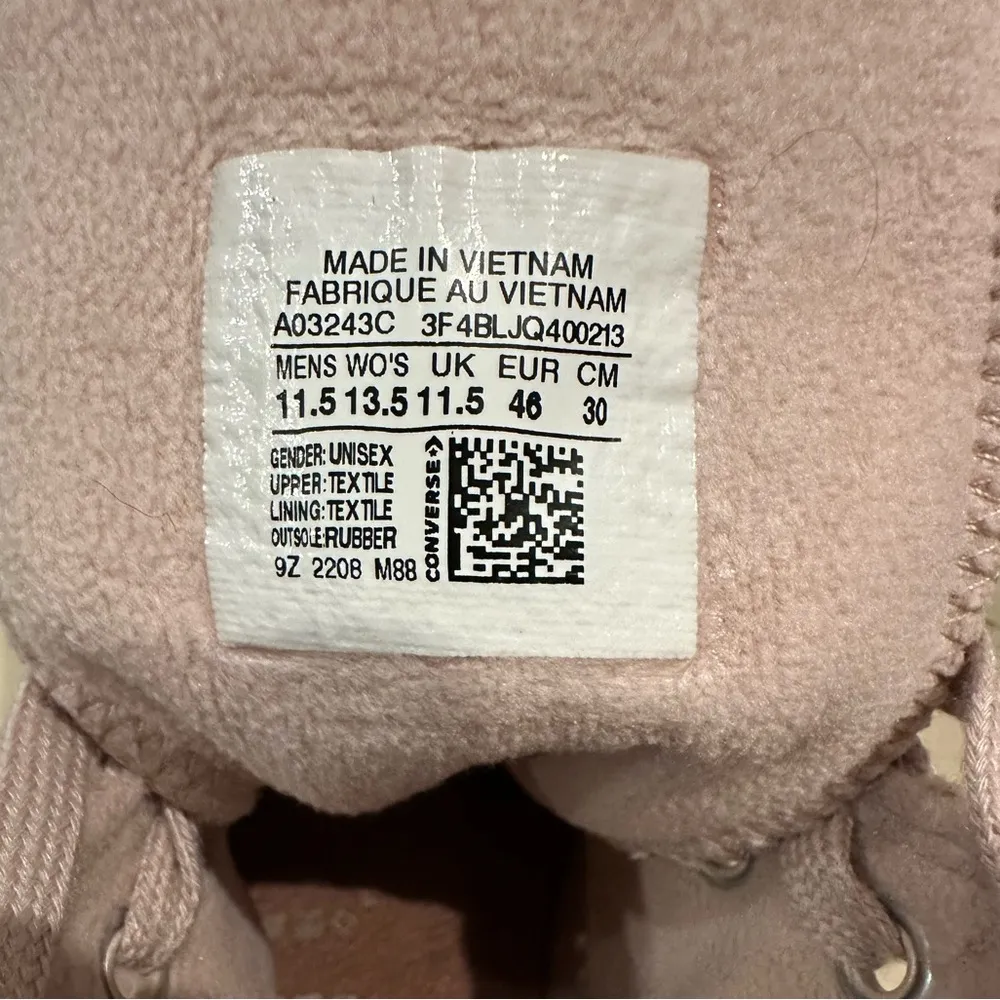 MADE IN VIETNAM
FABRIQUE AU VIETNAM
A03243C 3F4BLJQ400213
MENS WO'S UK EUR CM
11.5 13.5 11.5 46 30
GENDER: UNISEX
UPPER: TEXTILE
LINING: TEXTILE
OUTSOLE: RUBBER
9Z 2208 M88
CONVERSE